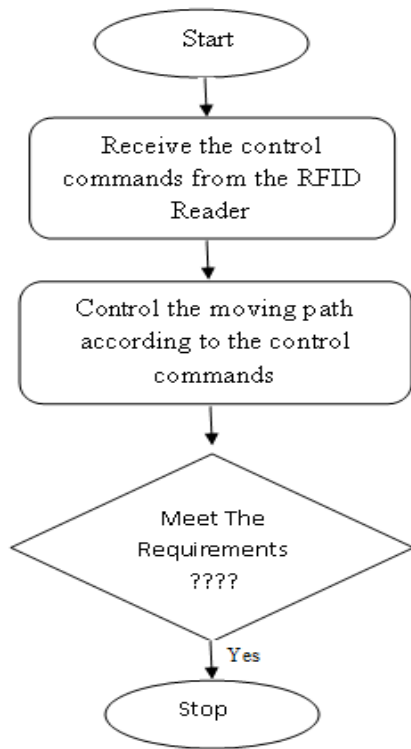 Start
Receive the control
commands from the RFID
Reader
Control the moving path
according to the control
commands
Meet The
Requirements
????
Yes
Stop